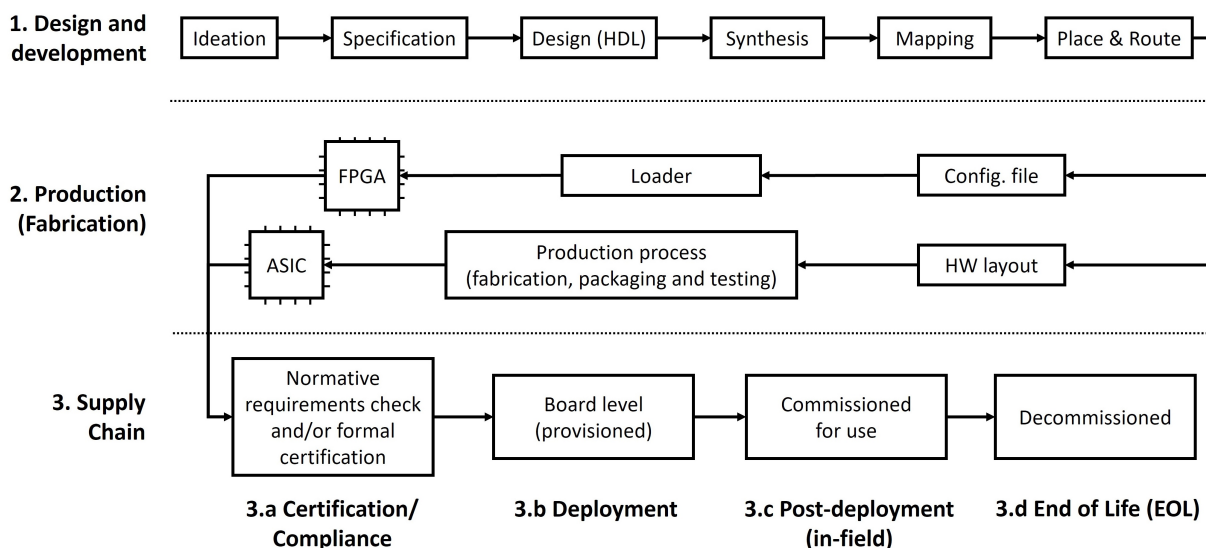 1. Design and
development
Ideation
Specification
Design (HDL)
Synthesis
Mapping
Place & Route
2. Production
(Fabrication)
FPGA
Loader
Config. file
ASIC
Production process
(fabrication, packaging and testing)
HW layout
3. Supply
Chain
Normative
requirements check
and/or formal
certification
Board level
(provisioned)
Commissioned
for use
Decommissioned
3.a Certification/
Compliance
3.b Deployment
3.c Post-deployment
(in-field)
3.d End of Life (EOL)